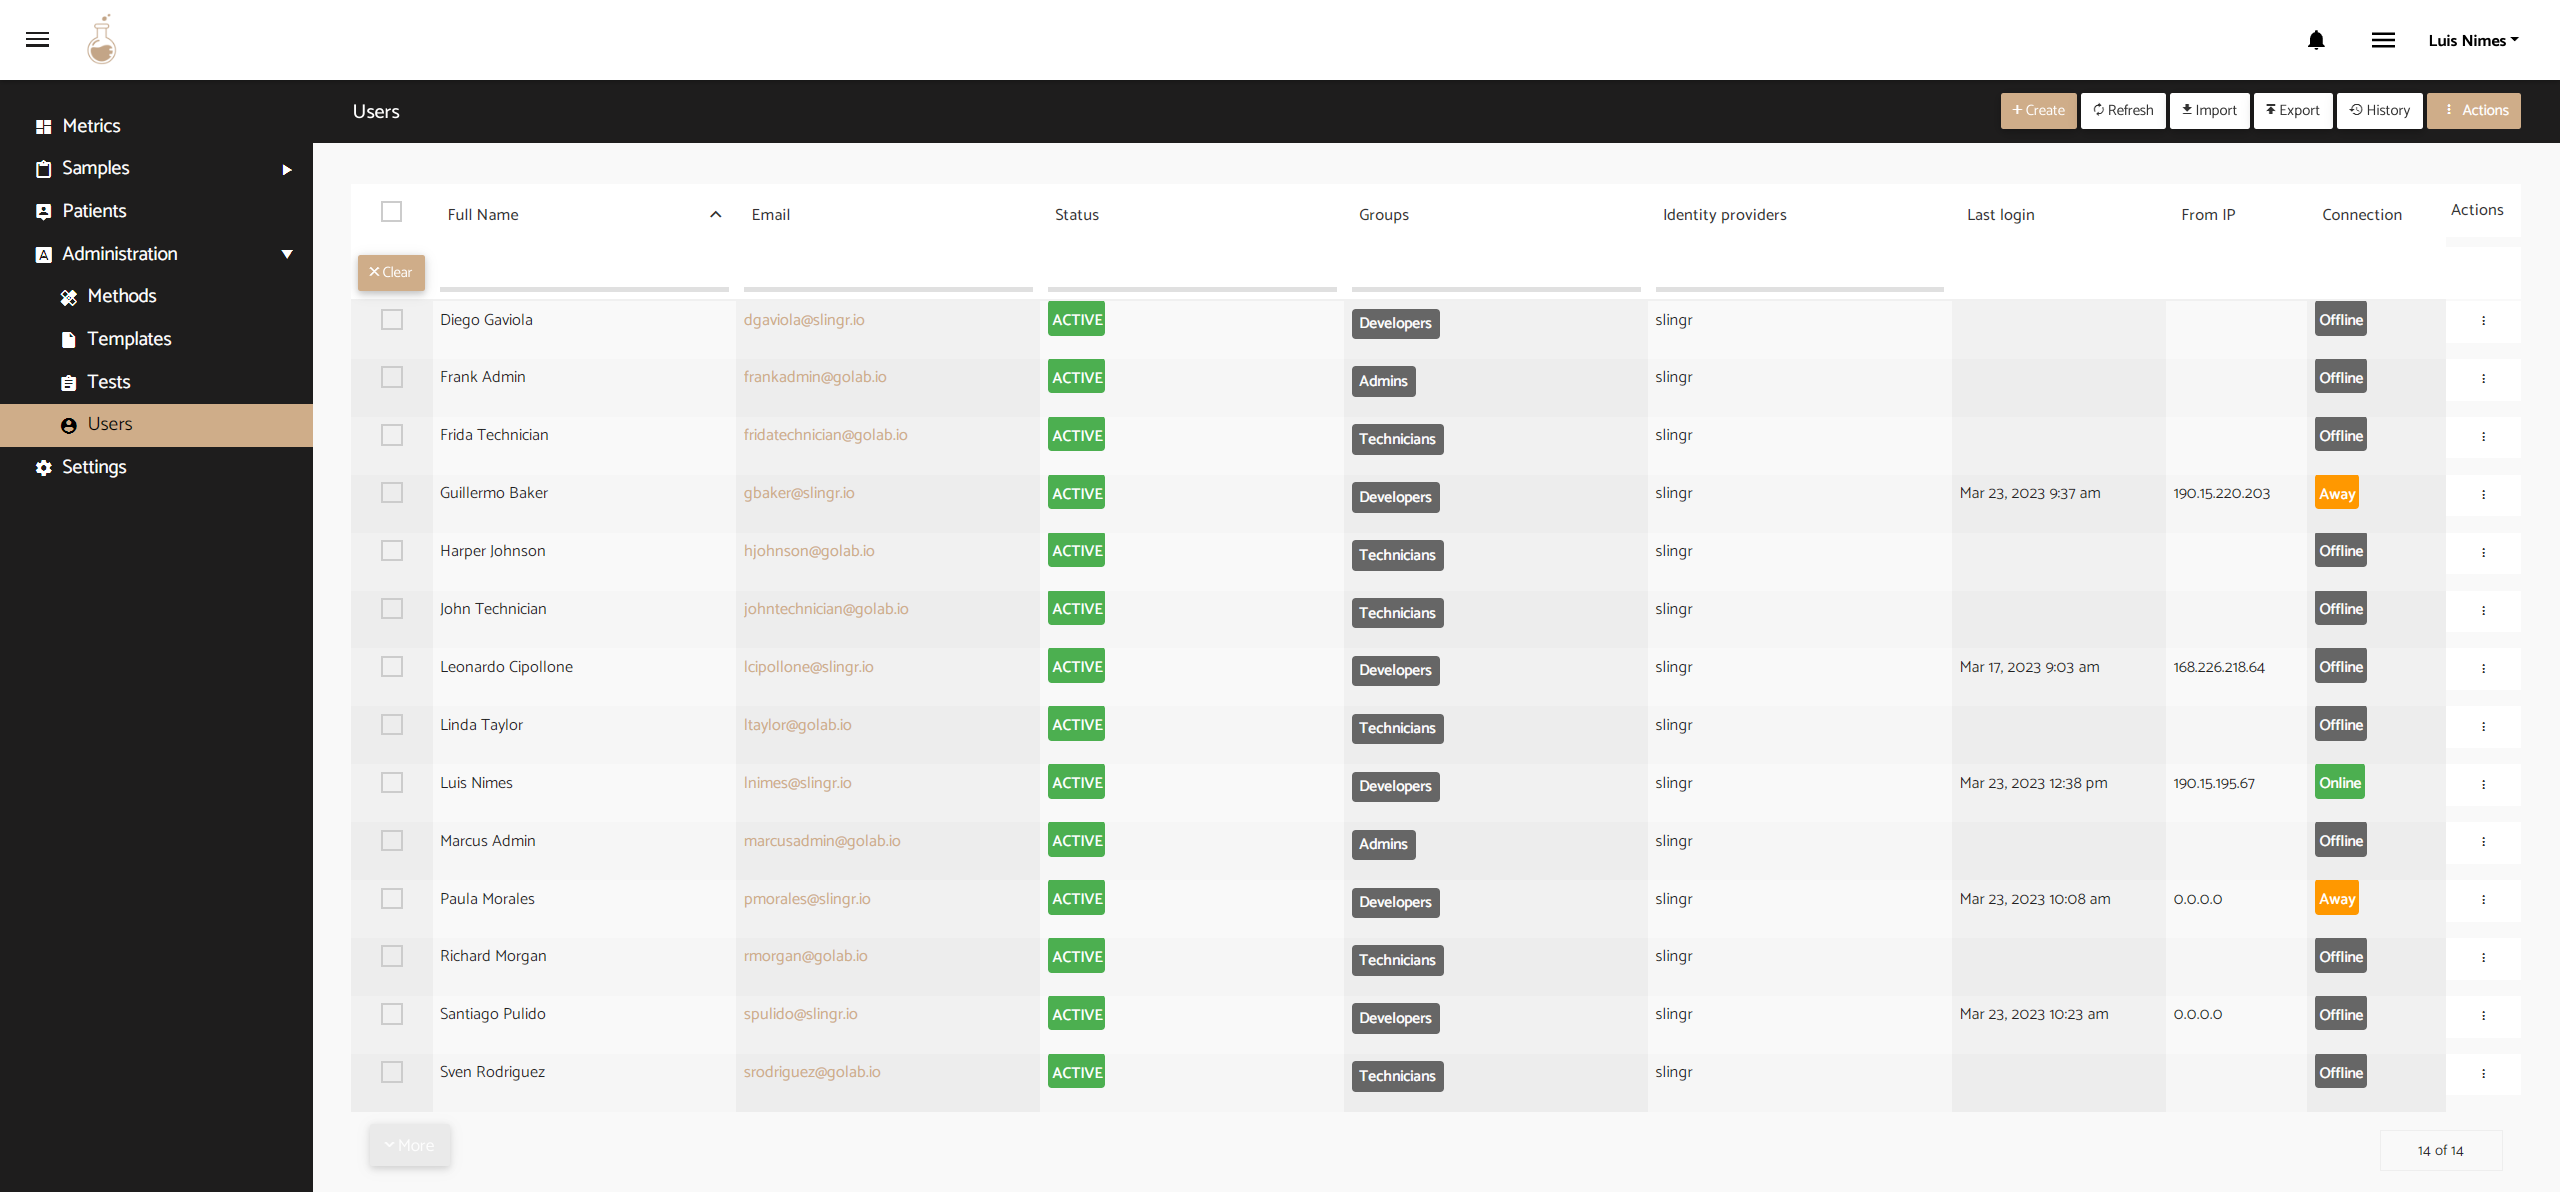 Luis Nimes
Metrics
Samples
Patients
Administration
Methods
Templates
Tests
Users
Settings
Users
Create Refresh Import Export History Actions
Full Name Email Status Groups Identity providers Last login From IP Connection Actions
Clear
Diego Gaviola dgaviola@slingr.io ACTIVE Developers slingr Offline
Frank Admin frankadmin@golab.io ACTIVE Admins slingr Offline
Frida Technician fridatechnician@golab.io ACTIVE Technicians slingr Offline
Guillermo Baker gbaker@slingr.io ACTIVE Developers slingr Mar 23, 2023 9:37 am 190.15.220.203 Away
Harper Johnson hjohnson@golab.io ACTIVE Technicians slingr Offline
John Technician johntechnician@golab.io ACTIVE Technicians slingr Offline
Leonardo Cipollone lcipollone@slingr.io ACTIVE Developers slingr Mar 17, 2023 9:03 am 168.226.218.64 Offline
Linda Taylor ltaylor@golab.io ACTIVE Technicians slingr Offline
Luis Nimes lnimes@slingr.io ACTIVE Developers slingr Mar 23, 2023 12:38 pm 190.15.195.67 Online
Marcus Admin marcusadmin@golab.io ACTIVE Admins slingr Offline
Paula Morales pmorales@slingr.io ACTIVE Developers slingr Mar 23, 2023 10:08 am 0.0.0.0 Away
Richard Morgan rmorgan@golab.io ACTIVE Technicians slingr Offline
Santiago Pulido spulido@slingr.io ACTIVE Developers slingr Mar 23, 2023 10:23 am 0.0.0.0 Offline
Sven Rodriguez srodriguez@golab.io ACTIVE Technicians slingr Offline
More
14 of 14